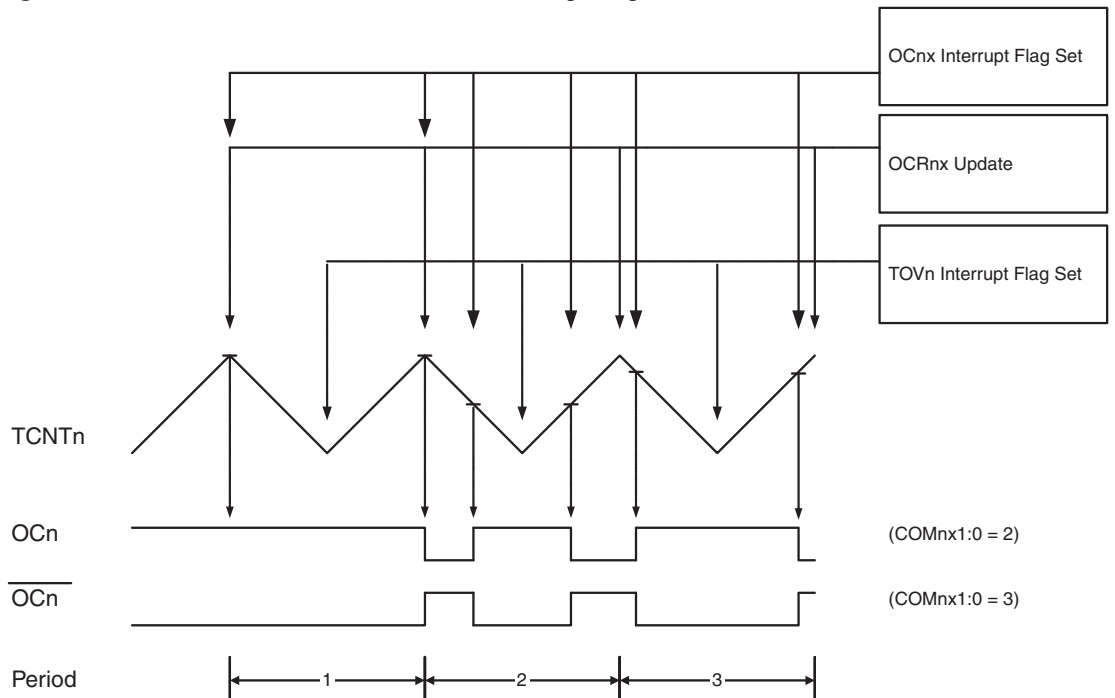 OCnx Interrupt Flag Set
OCRnx Update
TOVn Interrupt Flag Set
TCNTn
OCn
(COMnx1:0 = 2)
OCn
(COMnx1:0 = 3)
Period
1
2
3